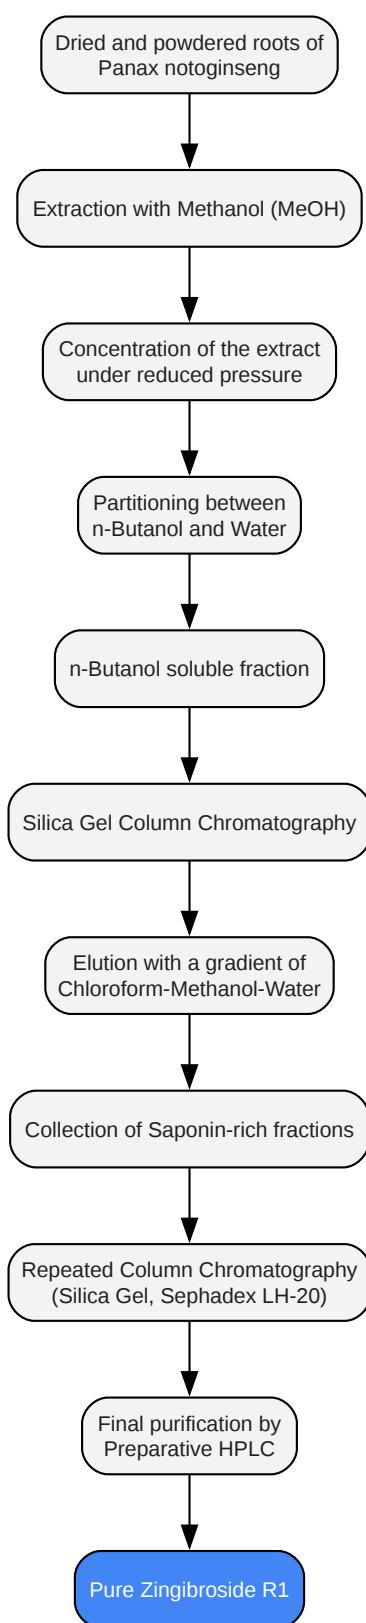 Dried and powdered roots of
Panax notoginseng
Extraction with Methanol (MeOH)
Concentration of the extract
under reduced pressure
Partitioning between
n-Butanol and Water
n-Butanol soluble fraction
Silica Gel Column Chromatography
Elution with a gradient of
Chloroform-Methanol-Water
Collection of Saponin-rich fractions
Repeated Column Chromatography
(Silica Gel, Sephadex LH-20)
Final purification by
Preparative HPLC
Pure Zingibroside R1